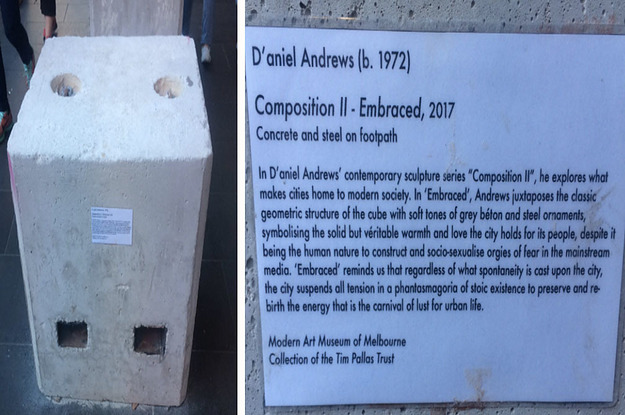 D'aniel Andrews (b. 1972)
Composition II - Embraced, 2017
Concrete and steel on footpath
In D'aniel Andrews' contemporary sculpture series "Composition II", he explores what
makes cities home to modern society. In 'Embraced', Andrews juxtaposes the classic
geometric structure of the cube with soft tones of grey béton and steel ornaments,
symbolising the solid but véritable warmth and love the city holds for its people, despite it
being the human nature to construct and socio-sexualise orgies of fear in the mainstream
media. 'Embraced' reminds us that regardless of what spontaneity is cast upon the city,
the city suspends all tension in a phantasmagoria of stoic existence to preserve and re-
birth the energy that is the carnival of lust for urban life.
Modern Art Museum of Melbourne
Collection of the Tim Pallas Trust